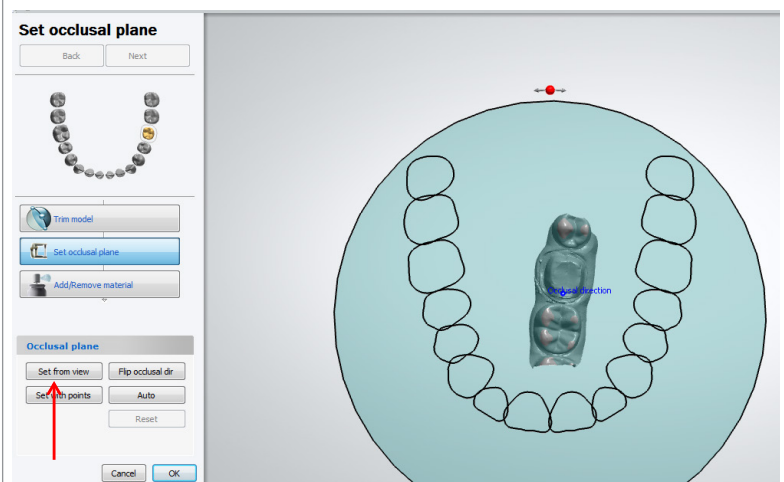 Set occlusal plane
Back Next
Trim model
Set occlusal plane
Add/Remove material
Occlusal plane
Set from view Flip occlusal dir
Set with points Auto
Reset
Cancel OK
Occlusal direction